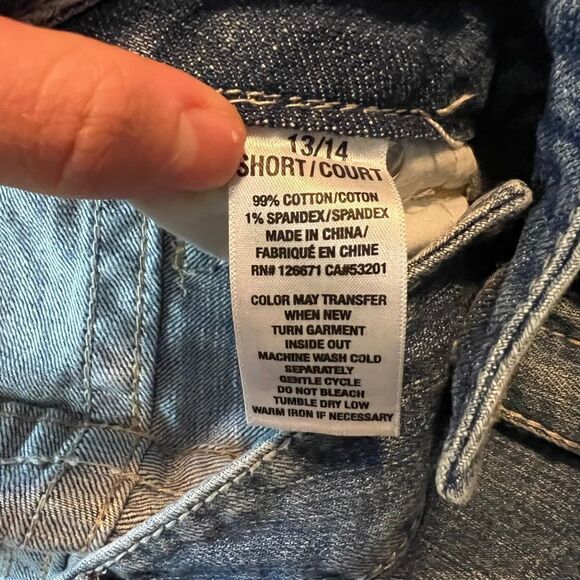 13/14
SHORT/COURT
99% COTTON/COTON
1% SPANDEX/SPANDEX
MADE IN CHINA/
FABRIQUÉ EN CHINE
RN# 126671 CA#53201
COLOR MAY TRANSFER
WHEN NEW
TURN GARMENT
INSIDE OUT
MACHINE WASH COLD
SEPARATELY
GENTLE CYCLE
DO NOT BLEACH
TUMBLE DRY LOW
WARM IRON IF NECESSARY